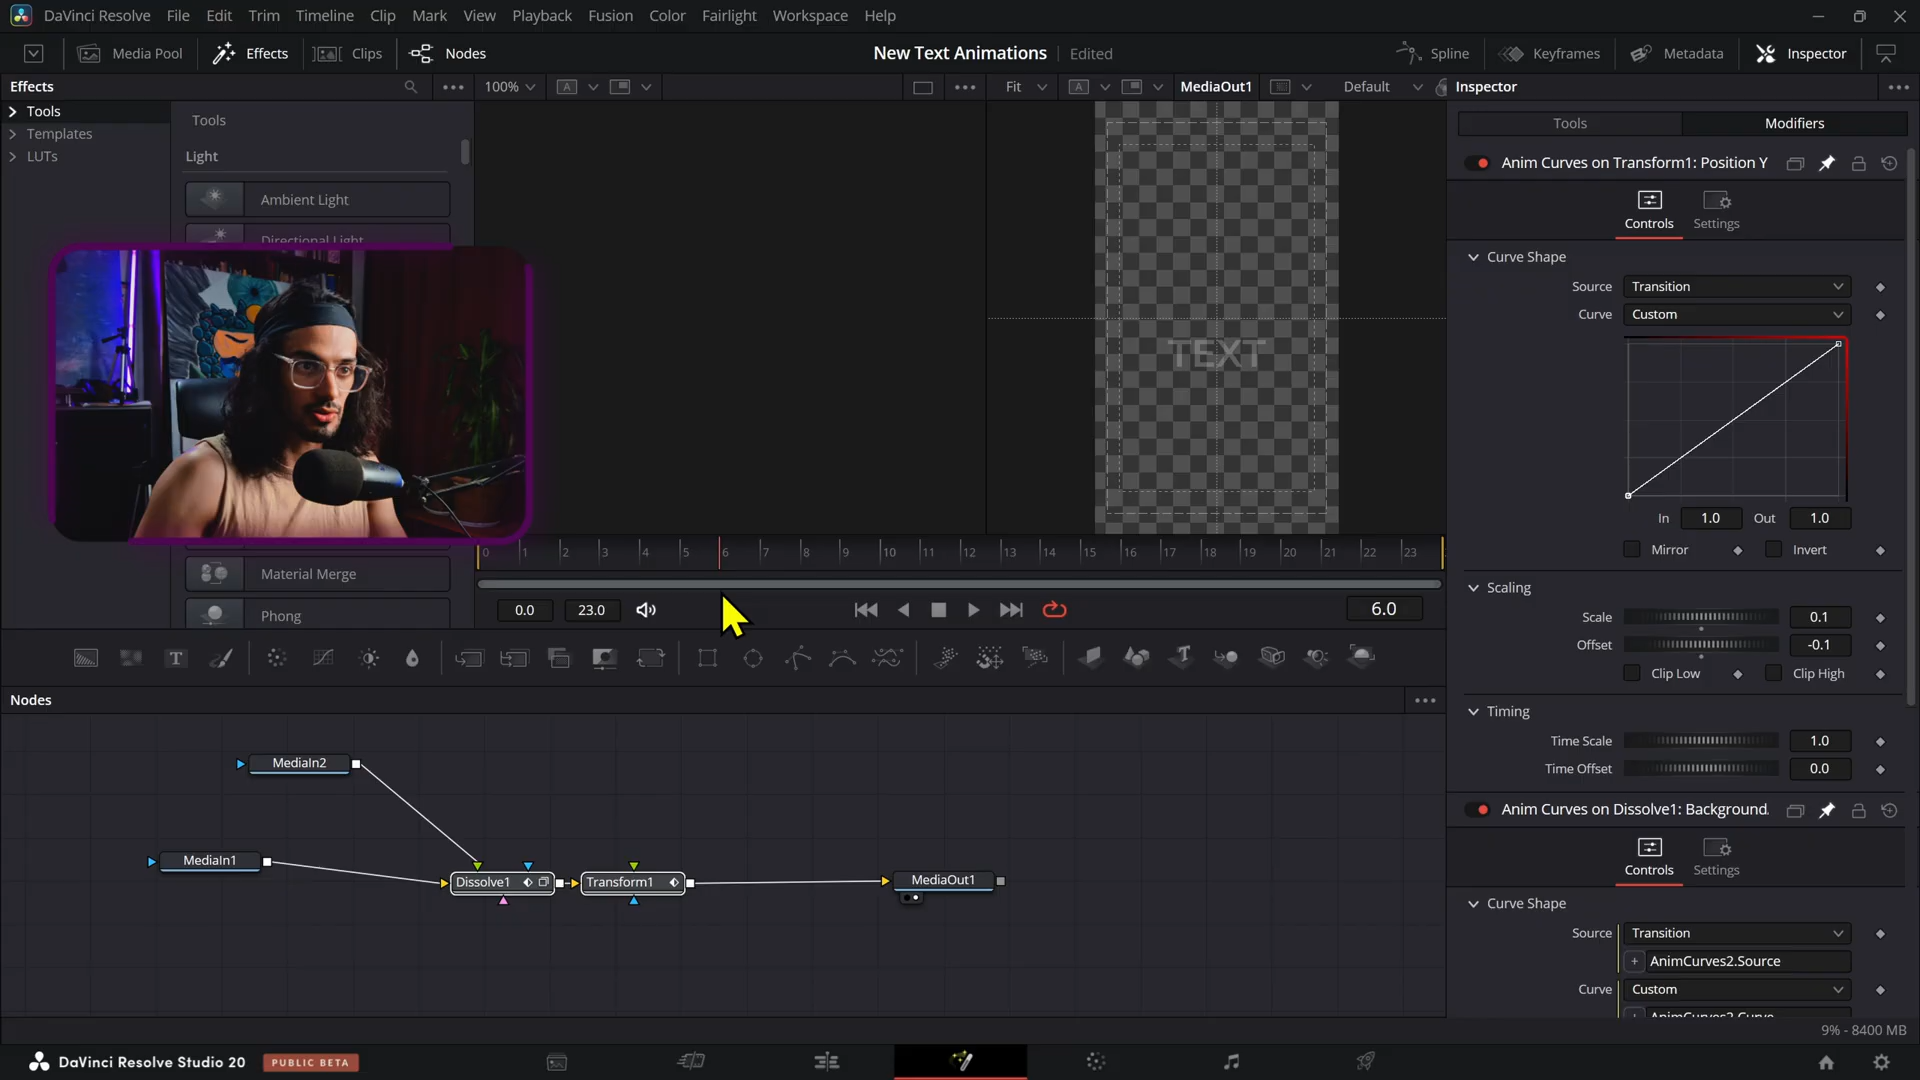 DaVinci Resolve File Edit Trim Timeline Clip Mark View Playback Fusion Color Fairlight Workspace Help
Media Pool Effects Clips Nodes New Text Animations Edited Spline Keyframes Metadata Inspector
Effects 100% A Fit A MediaOut1 Default Inspector
Tools
Templates
LUTs
Tools
Light
Ambient Light
Directional Light
Material Merge
Phong
TEXT
0 1 2 3 4 5 6 7 8 9 10 11 12 13 14 15 16 17 18 19 20 21 22 23
0.0 23.0 6.0
Nodes
MediaIn2
MediaIn1
Dissolve1
Transform1
MediaOut1
Tools Modifiers
Anim Curves on Transform1: Position Y
Controls Settings
Curve Shape
Source Transition
Curve Custom
In 1.0 Out 1.0
Mirror Invert
Scaling
Scale 0.1
Offset -0.1
Clip Low Clip High
Timing
Time Scale 1.0
Time Offset 0.0
Anim Curves on Dissolve1: Background.
Controls Settings
Curve Shape
Source Transition
+ AnimCurves2.Source
Curve Custom
AnimCurves2.Curve
9% - 8400 MB
DaVinci Resolve Studio 20 PUBLIC BETA